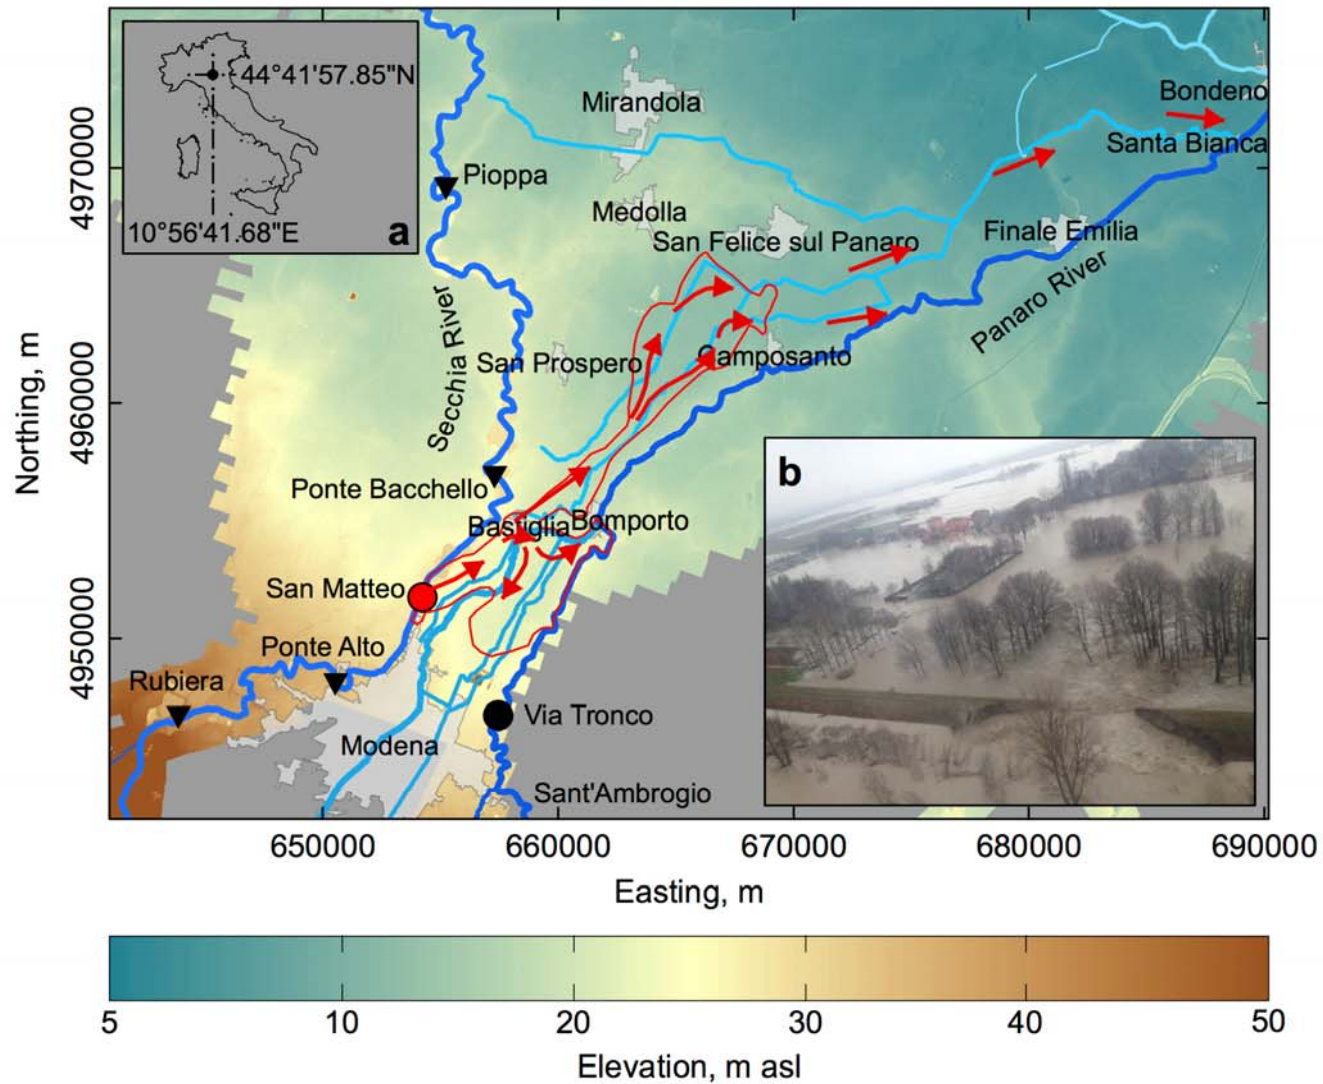 44°41'57.85"N
10°56'41.68"E
a
Mirandola
Bondeno
Santa Bianca
Pioppa
Medolla
San Felice sul Panaro
Finale Emilia
Panaro River
Secchia River
San Prospero
Camposanto
Ponte Bacchello
Bastiglia
Bomporto
San Matteo
Ponte Alto
Rubiera
Modena
Via Tronco
Sant'Ambrogio
b
4970000
4960000
4950000
Northing, m
650000
660000
670000
680000
690000
Easting, m
5
10
20
30
40
50
Elevation, m asl